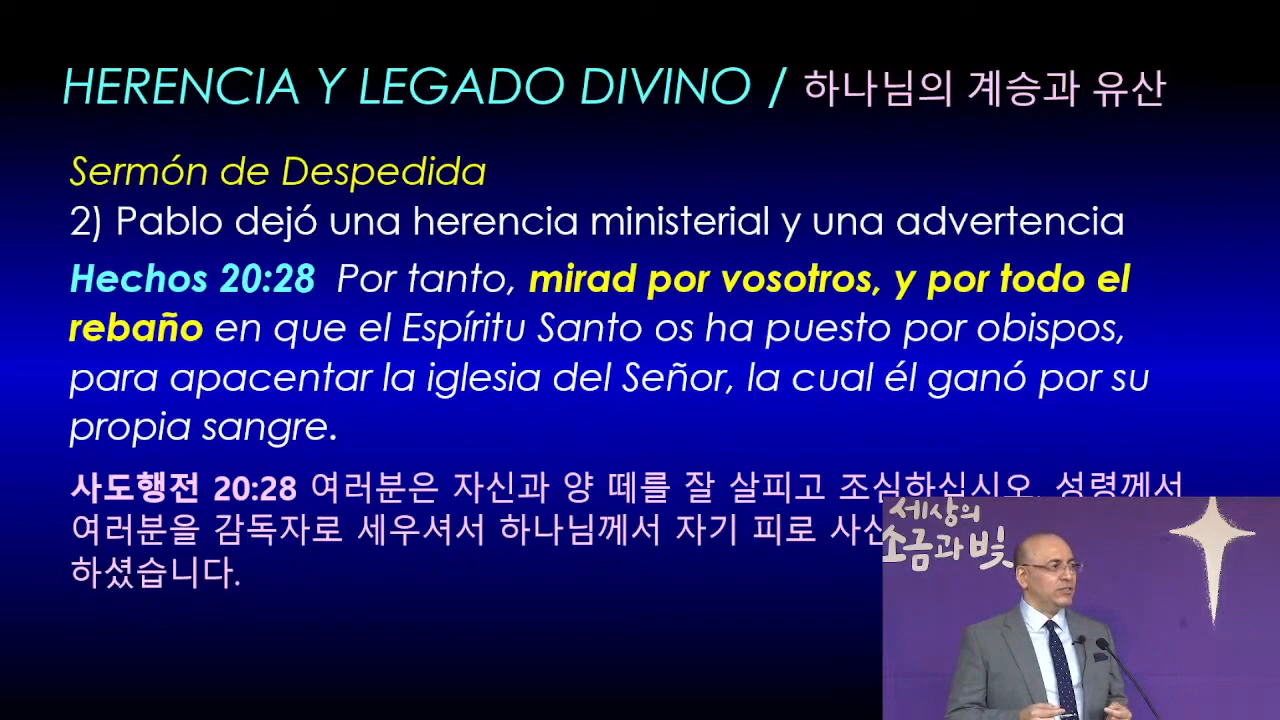 HERENCIA Y LEGADO DIVINO / 하나님의 계승과 유산
Sermón de Despedida
2) Pablo dejó una herencia ministerial y una advertencia
Hechos 20:28 Por tanto, mirad por vosotros, y por todo el
rebaño en que el Espíritu Santo os ha puesto por obispos,
para apacentar la iglesia del Señor, la cual él ganó por su
propia sangre.
사도행전 20:28 여러분은 자신과 양 떼를 잘 살피고 조심하십시오. 성령께서
여러분을 감독자로 세우셔서 하나님께서 자기 피로 사신
하셨습니다.
세상의
소금과 빛